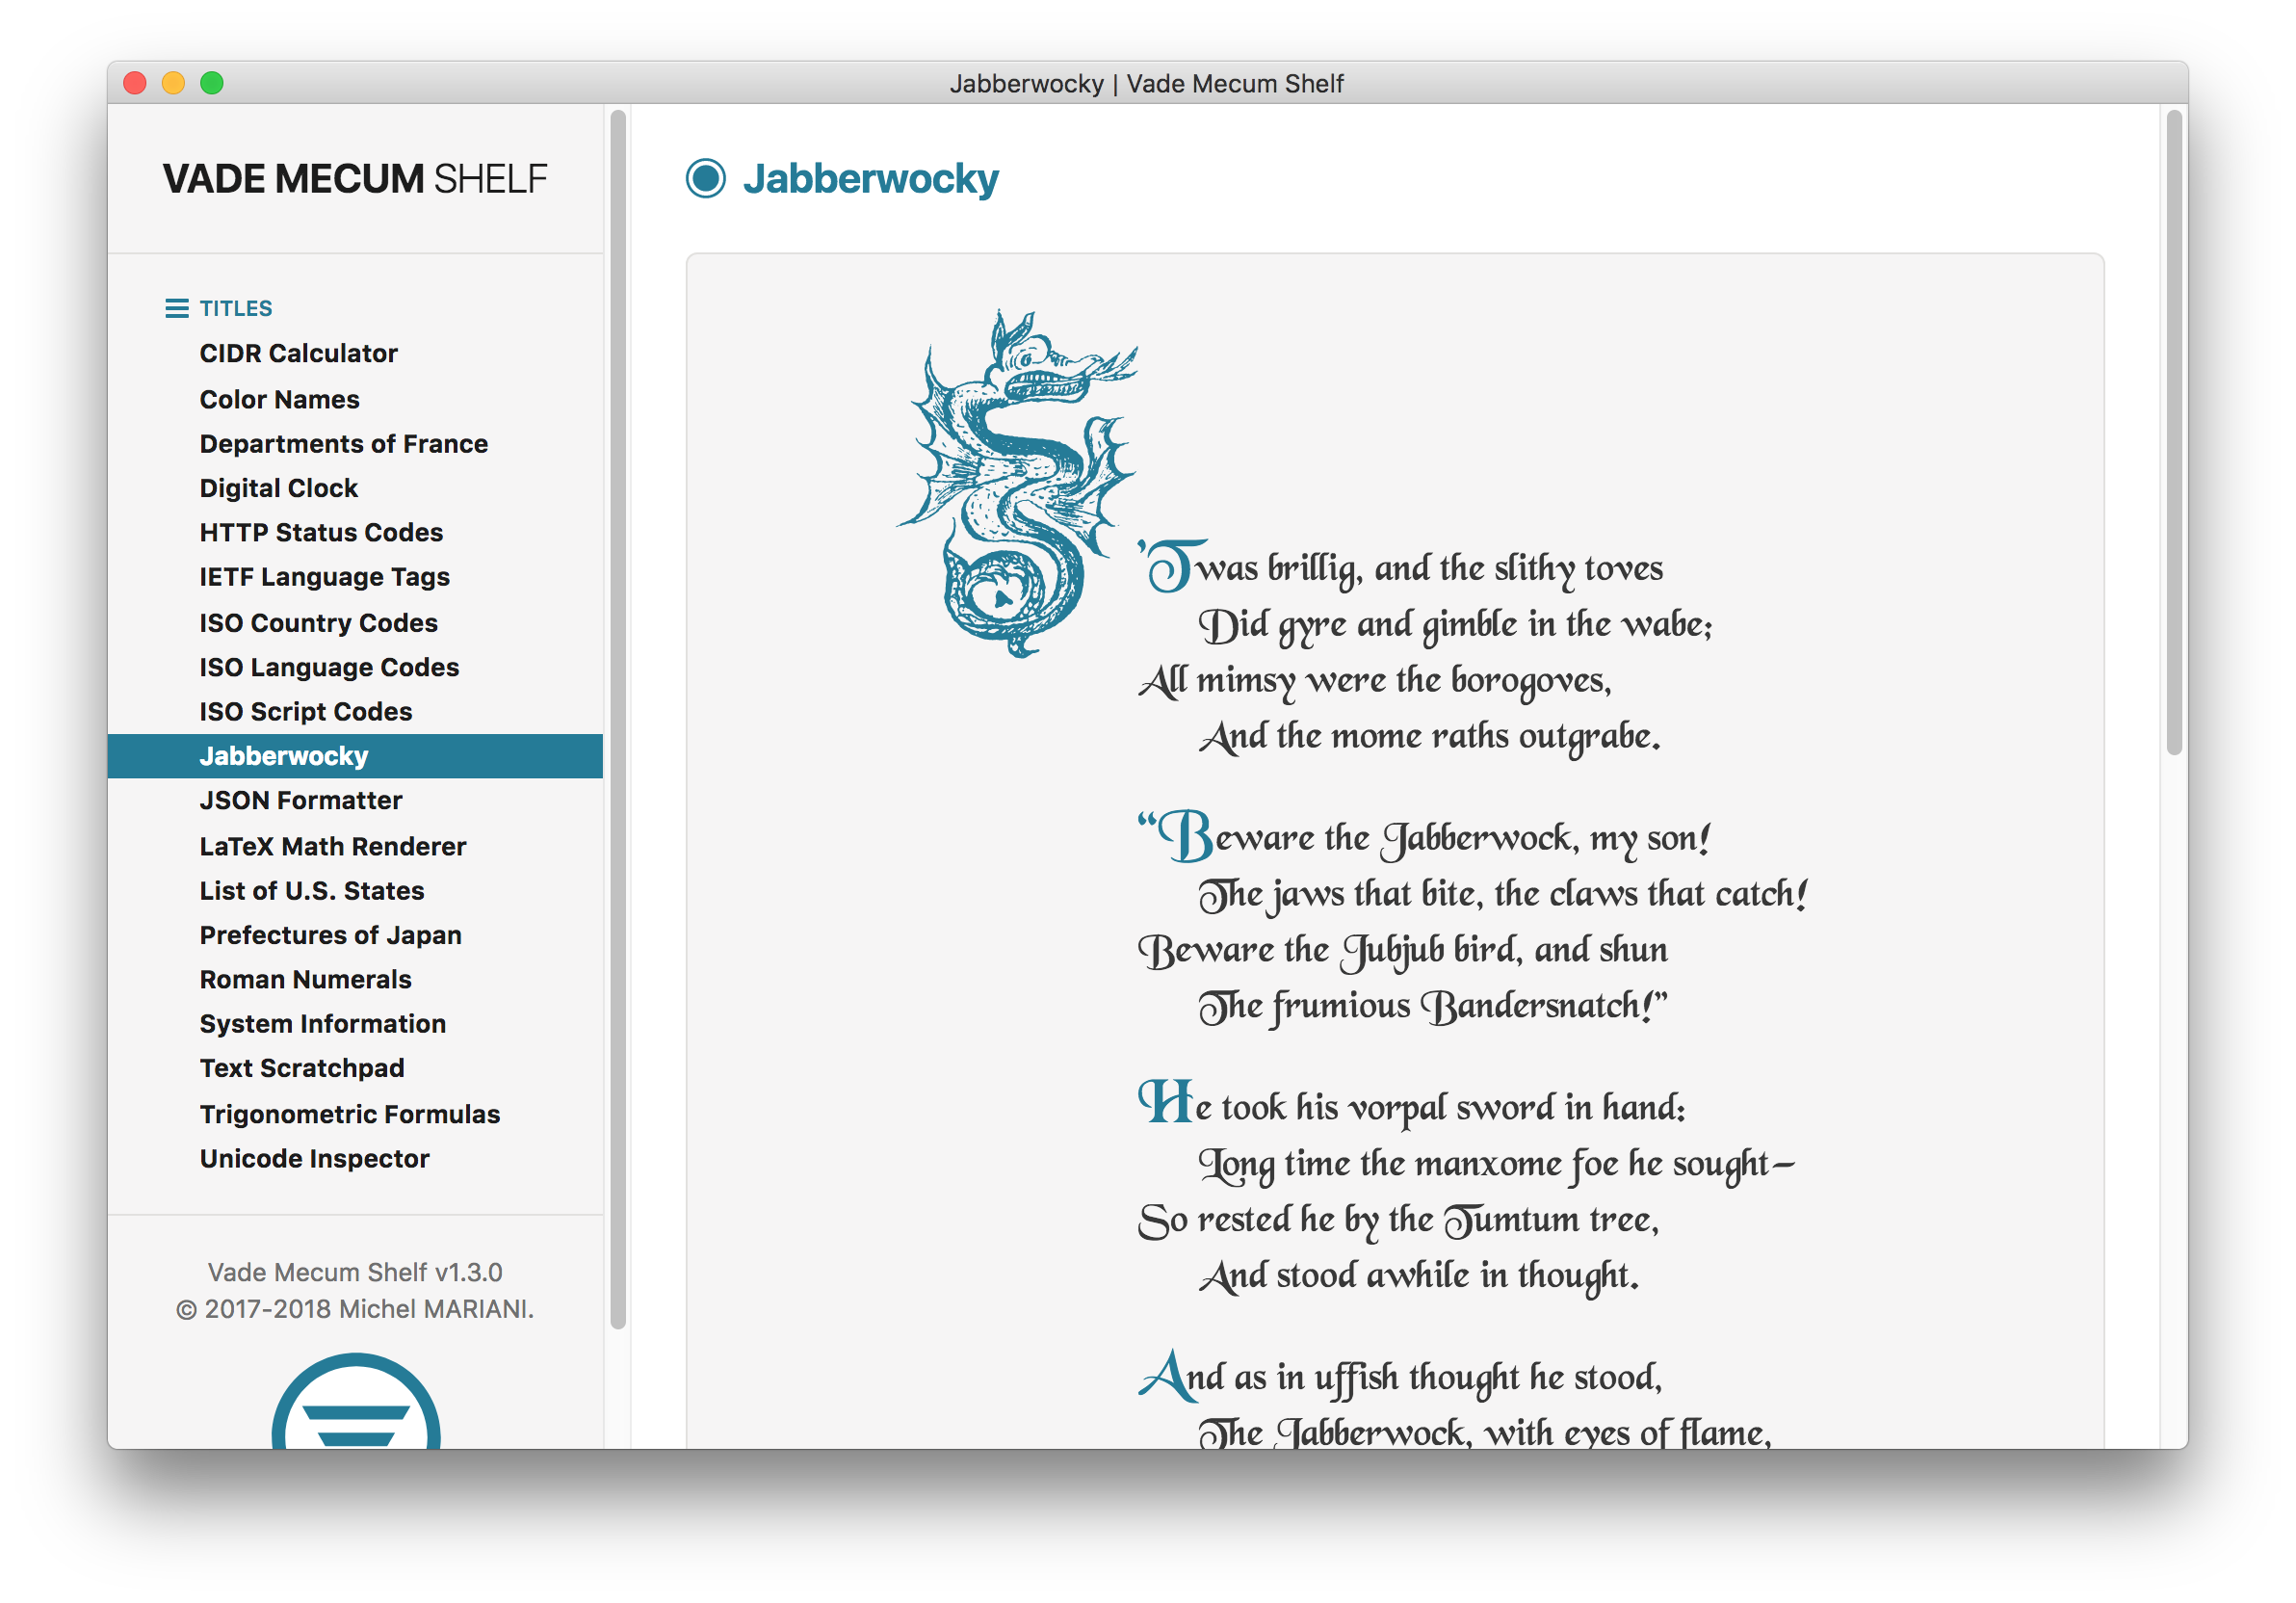 Jabberwocky | Vade Mecum Shelf
VADE MECUM SHELF
TITLES
CIDR Calculator
Color Names
Departments of France
Digital Clock
HTTP Status Codes
IETF Language Tags
ISO Country Codes
ISO Language Codes
ISO Script Codes
Jabberwocky
JSON Formatter
LaTeX Math Renderer
List of U.S. States
Prefectures of Japan
Roman Numerals
System Information
Text Scratchpad
Trigonometric Formulas
Unicode Inspector
Vade Mecum Shelf v1.3.0
© 2017-2018 Michel MARIANI.
Jabberwocky
’Twas brillig, and the slithy toves
Did gyre and gimble in the wabe;
All mimsy were the borogoves,
And the mome raths outgrabe.
“Beware the Jabberwock, my son!
The jaws that bite, the claws that catch!
Beware the Jubjub bird, and shun
The frumious Bandersnatch!”
He took his vorpal sword in hand:
Long time the manxome foe he sought—
So rested he by the Tumtum tree,
And stood awhile in thought.
And as in uffish thought he stood,
The Jabberwock, with eyes of flame,